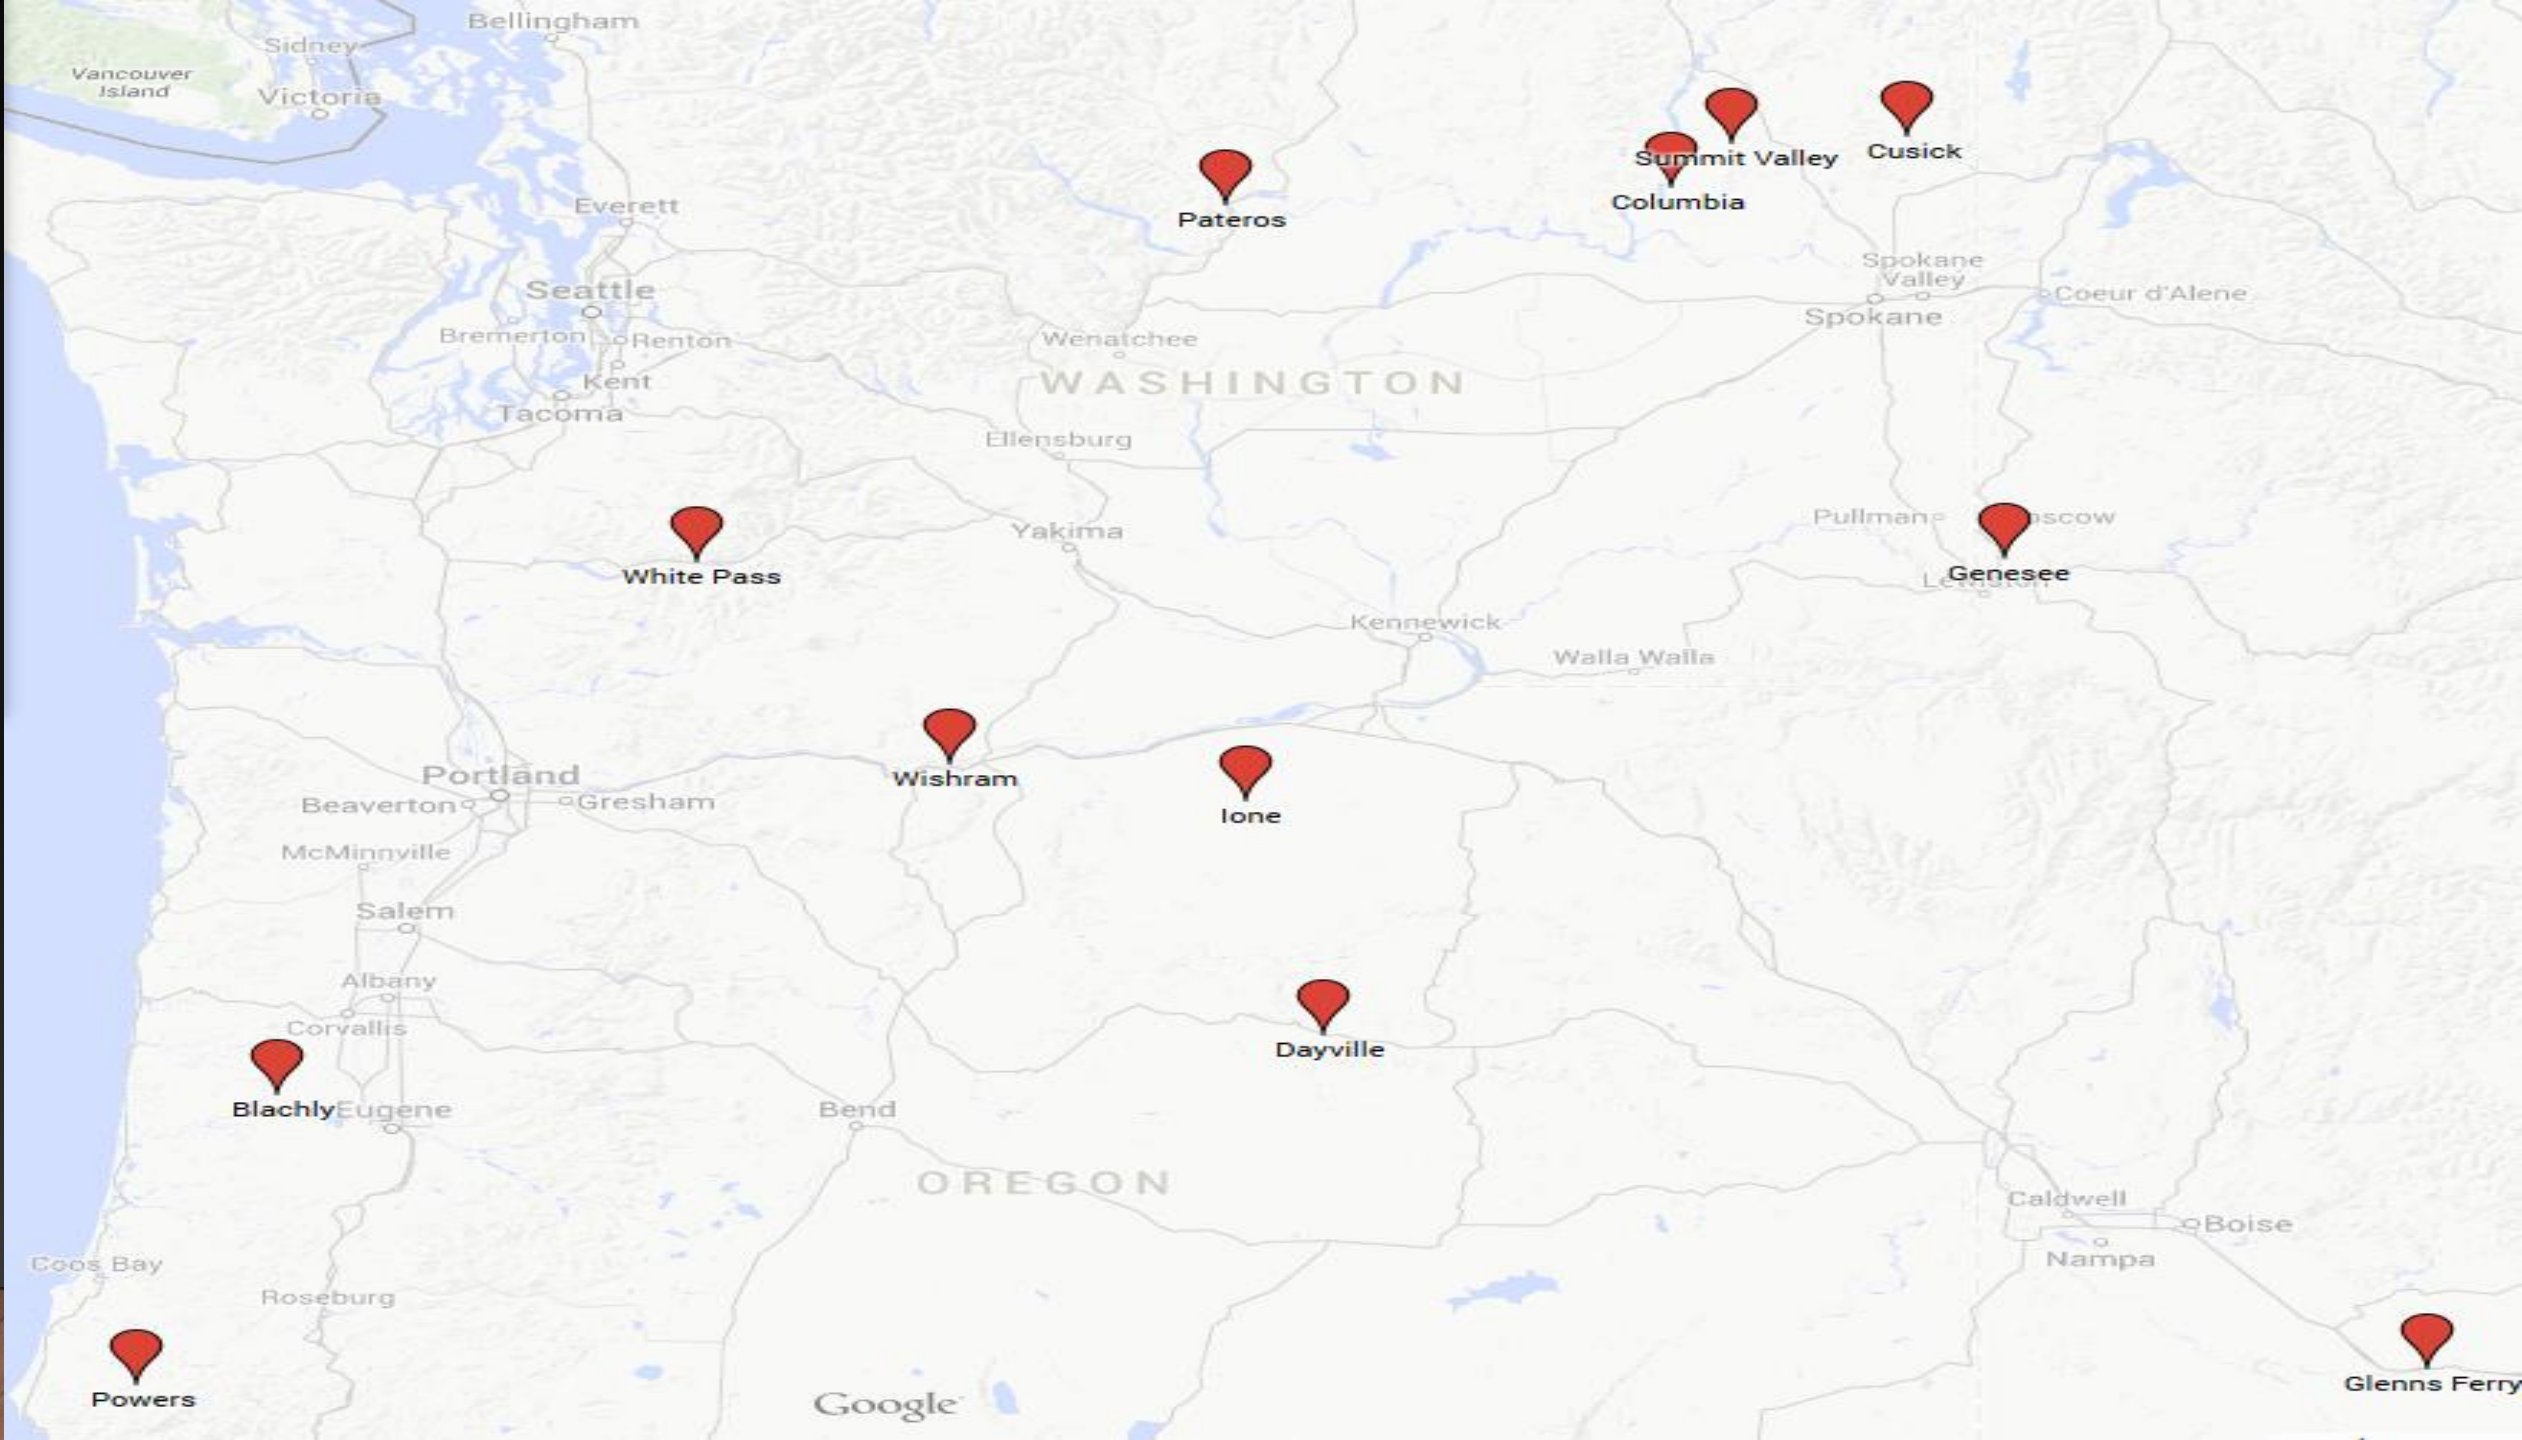 Bellingham
Sidney
Vancouver
Island
Victoria
Summit Valley
Cusick
Columbia
Pateros
Everett
Spokane
Valley
Seattle
Coeur d'Alene
Spokane
Bremerton
Renton
Wenatchee
Kent
WASHINGTON
Tacoma
Ellensburg
Pullman
oscow
Yakima
White Pass
Genesee
Kennewick
Walla Walla
Wishram
Portland
Beaverton
Gresham
Ione
McMinnville
Salem
Albany
Corvallis
Dayville
Blachly
Eugene
Bend
OREGON
Caldwell
Boise
Nampa
Coos Bay
Roseburg
Glenns Ferry
Powers
Google